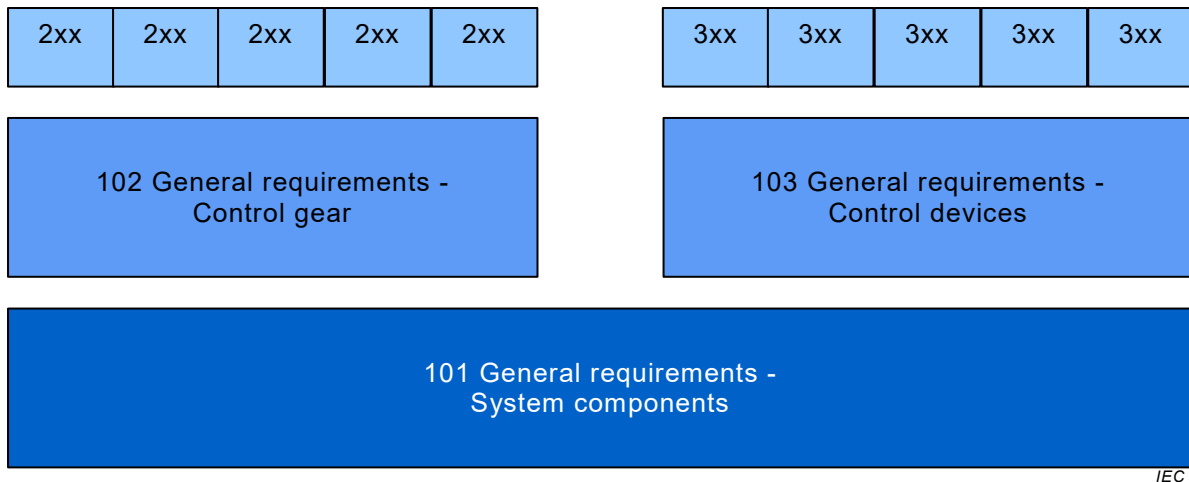 2xx 2xx 2xx 2xx 2xx 3xx 3xx 3xx 3xx 3xx
102 General requirements -
Control gear
103 General requirements -
Control devices
101 General requirements -
System components
IEC